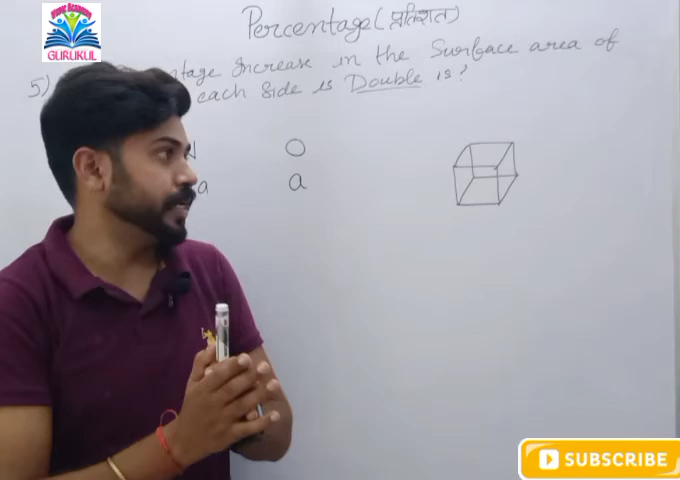 GURUKUL
Percentage (प्रतिशत)
5) ntage Increase in the Surface area of
each side is Double is?
N O
a a
SUBSCRIBE